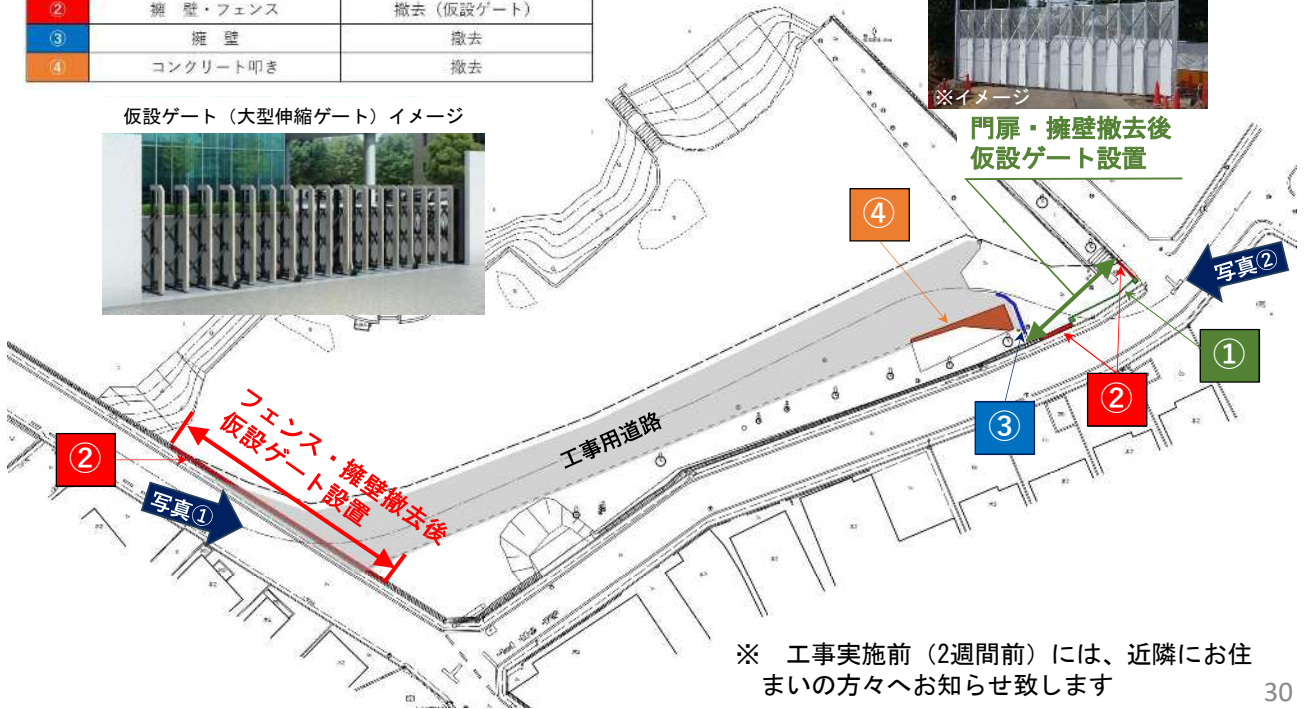 ② 擁 壁・フェンス 撤去（仮設ゲート）
③ 擁 壁 撤去
④ コンクリート叩き 撤去
仮設ゲート（大型伸縮ゲート）イメージ
※イメージ
門扉・擁壁撤去後
仮設ゲート設置
④
写真②
①
②
③
工事用道路
フェンス・擁壁撤去後
仮設ゲート設置
②
写真①
※　工事実施前（2週間前）には、近隣にお住
まいの方々へお知らせ致します
30